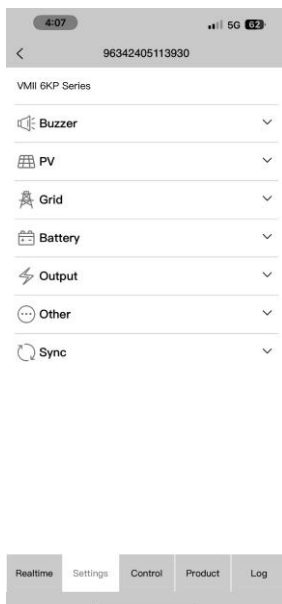 4:07 5G 62
96342405113930
VMII 6KP Series
Buzzer
PV
Grid
Battery
Output
Other
Sync
Realtime Settings Control Product Log